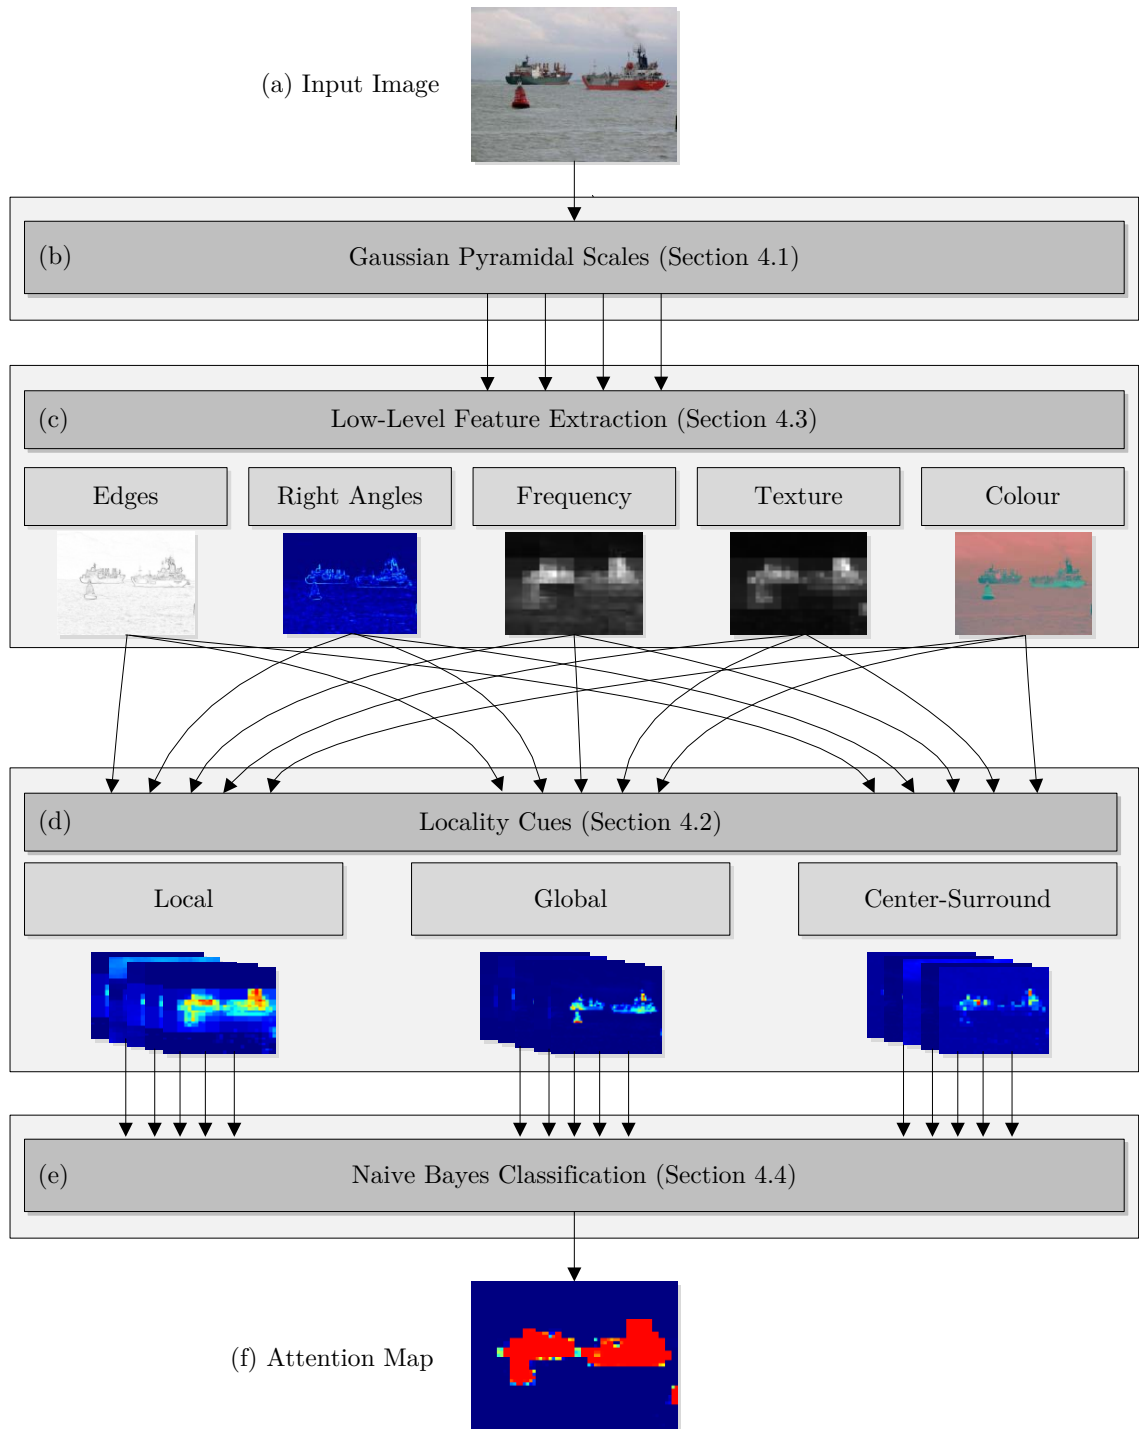 (a) Input Image
(b) Gaussian Pyramidal Scales (Section 4.1)
(c) Low-Level Feature Extraction (Section 4.3)
Edges Right Angles Frequency Texture Colour
(d) Locality Cues (Section 4.2)
Local Global Center-Surround
(e) Naive Bayes Classification (Section 4.4)
(f) Attention Map